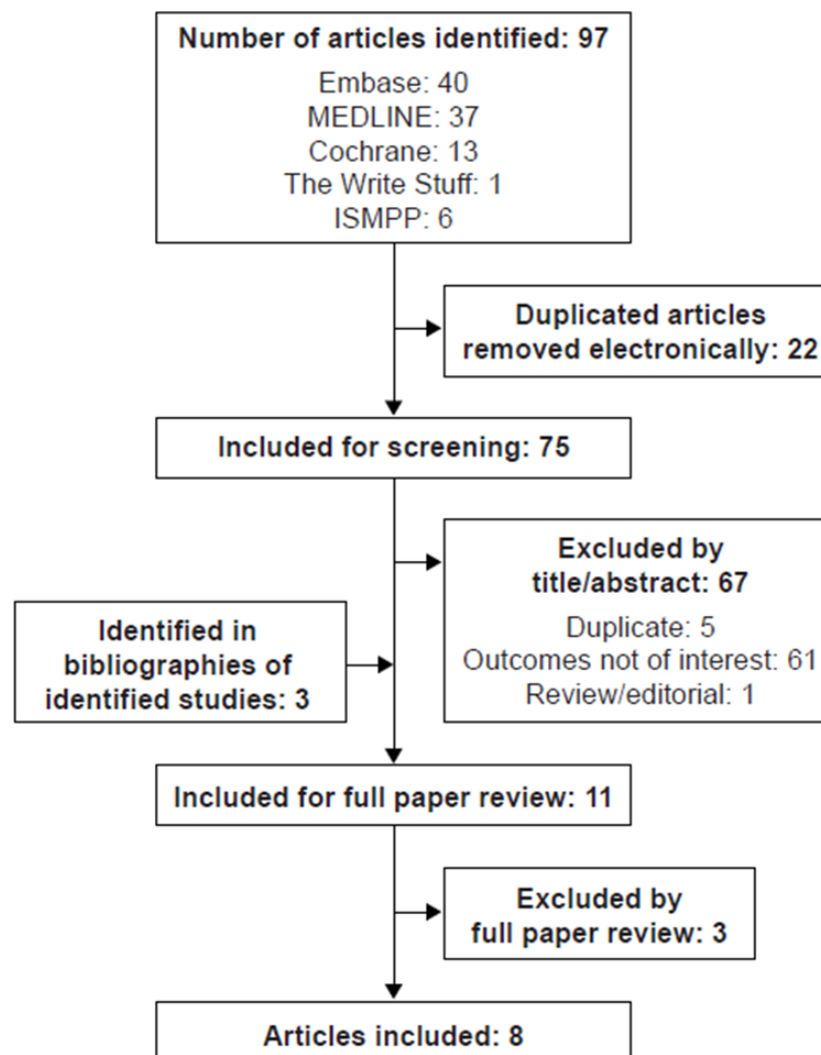 Number of articles identified: 97
Embase: 40
MEDLINE: 37
Cochrane: 13
The Write Stuff: 1
ISMPP: 6
Duplicated articles
removed electronically: 22
Included for screening: 75
Excluded by
title/abstract: 67
Duplicate: 5
Outcomes not of interest: 61
Review/editorial: 1
Identified in
bibliographies of
identified studies: 3
Included for full paper review: 11
Excluded by
full paper review: 3
Articles included: 8